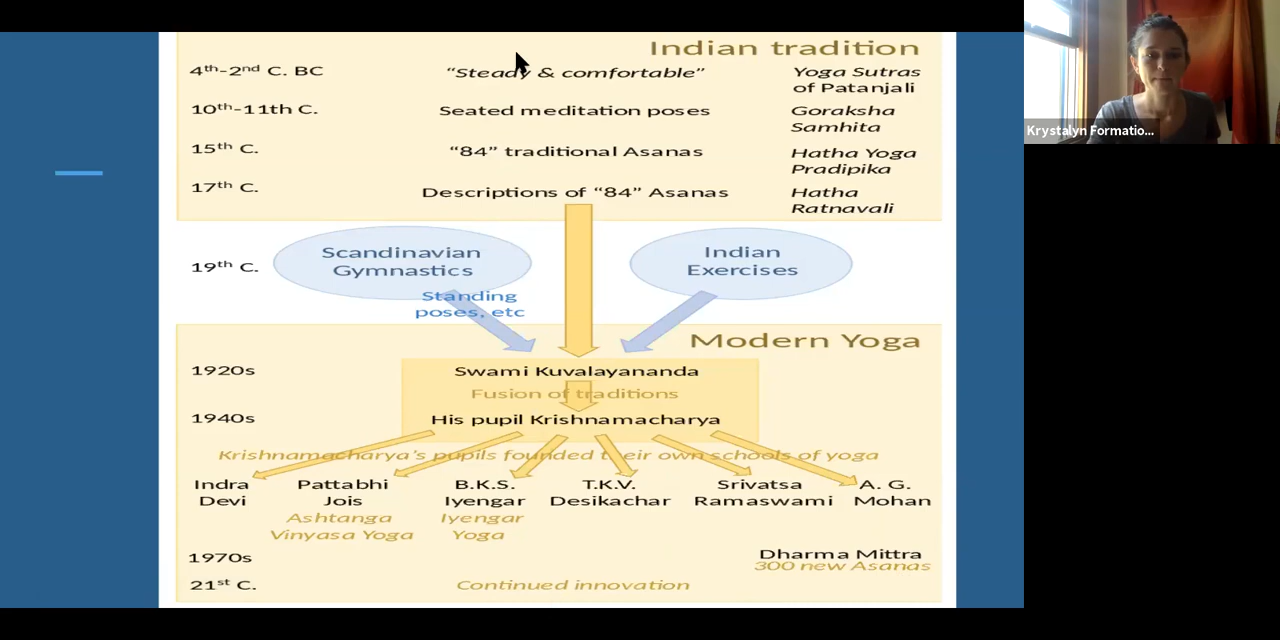 Indian tradition
4th-2nd C. BC
“Steady & comfortable”
Yoga Sutras
of Patanjali
10th-11th C.
Seated meditation poses
Goraksha
Samhita
15th C.
“84” traditional Asanas
Hatha Yoga
Pradipika
17th C.
Descriptions of “84” Asanas
Hatha
Ratnavali
19th C.
Scandinavian
Gymnastics
Indian
Exercises
Standing
poses, etc
Modern Yoga
1920s
Swami Kuvalayananda
Fusion of traditions
1940s
His pupil Krishnamacharya
Krishnamacharya’s pupils founded their own schools of yoga
Indra
Devi
Pattabhi
Jois
Ashtanga
Vinyasa Yoga
B.K.S.
Iyengar
Iyengar
Yoga
T.K.V.
Desikachar
Srivatsa
Ramaswami
A. G.
Mohan
1970s
Dharma Mittra
300 new Asanas
21st C.
Continued innovation
Krystalyn Formatio...